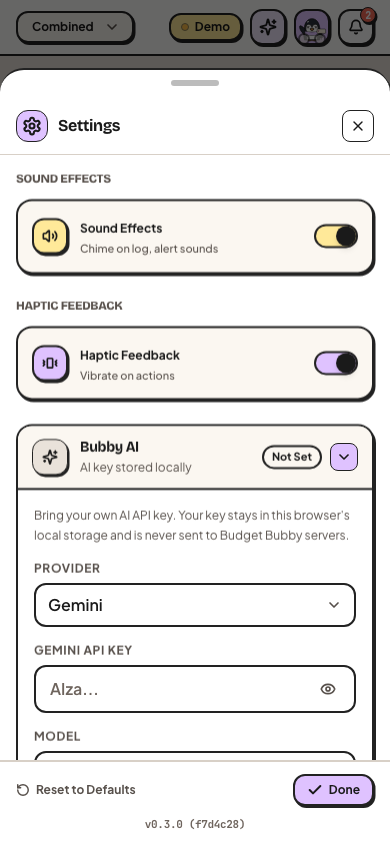 Combined
Demo
2
Settings
SOUND EFFECTS
Sound Effects
Chime on log, alert sounds
HAPTIC FEEDBACK
Haptic Feedback
Vibrate on actions
Bubby AI
AI key stored locally
Not Set
Bring your own AI API key. Your key stays in this browser's
local storage and is never sent to Budget Bubby servers.
PROVIDER
Gemini
GEMINI API KEY
AIza...
MODEL
Reset to Defaults
Done
v0.3.0 (f7d4c28)